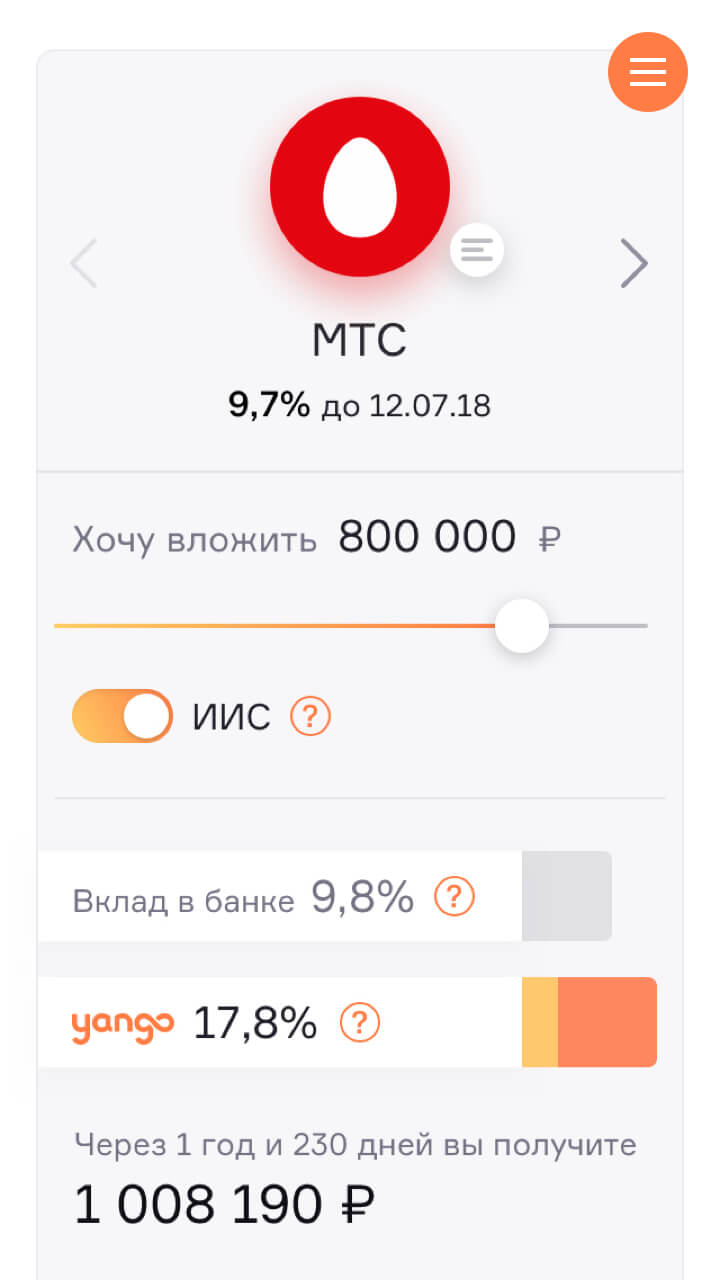 МТС
9,7% до 12.07.18
Хочу вложить 800 000 ₽
ИИС ?
Вклад в банке 9,8% ?
yango 17,8% ?
Через 1 год и 230 дней вы получите
1 008 190 ₽